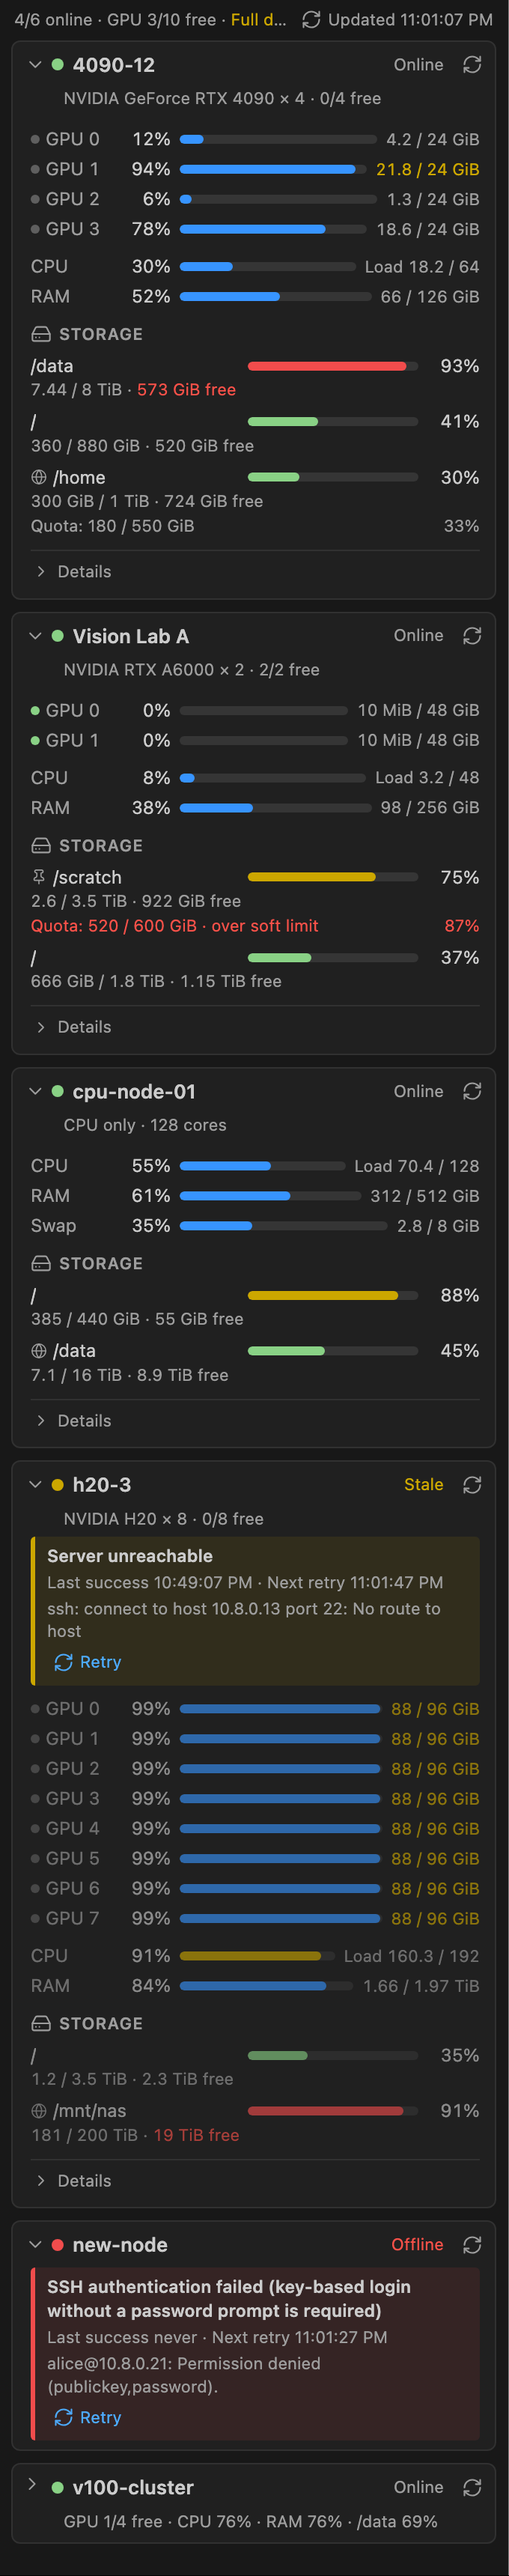 4/6 online · GPU 3/10 free · Full d... Updated 11:01:07 PM
4090-12 Online
NVIDIA GeForce RTX 4090 × 4 · 0/4 free
GPU 0 12% 4.2 / 24 GiB
GPU 1 94% 21.8 / 24 GiB
GPU 2 6% 1.3 / 24 GiB
GPU 3 78% 18.6 / 24 GiB
CPU 30% Load 18.2 / 64
RAM 52% 66 / 126 GiB
STORAGE
/data 93%
7.44 / 8 TiB · 573 GiB free
/ 41%
360 / 880 GiB · 520 GiB free
/home 30%
300 GiB / 1 TiB · 724 GiB free
Quota: 180 / 550 GiB 33%
Details
Vision Lab A Online
NVIDIA RTX A6000 × 2 · 2/2 free
GPU 0 0% 10 MiB / 48 GiB
GPU 1 0% 10 MiB / 48 GiB
CPU 8% Load 3.2 / 48
RAM 38% 98 / 256 GiB
STORAGE
/scratch 75%
2.6 / 3.5 TiB · 922 GiB free
Quota: 520 / 600 GiB · over soft limit 87%
/ 37%
666 GiB / 1.8 TiB · 1.15 TiB free
Details
cpu-node-01 Online
CPU only · 128 cores
CPU 55% Load 70.4 / 128
RAM 61% 312 / 512 GiB
Swap 35% 2.8 / 8 GiB
STORAGE
/ 88%
385 / 440 GiB · 55 GiB free
/data 45%
7.1 / 16 TiB · 8.9 TiB free
Details
h20-3 Stale
NVIDIA H20 × 8 · 0/8 free
Server unreachable
Last success 10:49:07 PM · Next retry 11:01:47 PM
ssh: connect to host 10.8.0.13 port 22: No route to
host
Retry
GPU 0 99% 88 / 96 GiB
GPU 1 99% 88 / 96 GiB
GPU 2 99% 88 / 96 GiB
GPU 3 99% 88 / 96 GiB
GPU 4 99% 88 / 96 GiB
GPU 5 99% 88 / 96 GiB
GPU 6 99% 88 / 96 GiB
GPU 7 99% 88 / 96 GiB
CPU 91% Load 160.3 / 192
RAM 84% 1.66 / 1.97 TiB
STORAGE
/ 35%
1.2 / 3.5 TiB · 2.3 TiB free
/mnt/nas 91%
181 / 200 TiB · 19 TiB free
Details
new-node Offline
SSH authentication failed (key-based login
without a password prompt is required)
Last success never · Next retry 11:01:27 PM
alice@10.8.0.21: Permission denied
(publickey,password).
Retry
v100-cluster Online
GPU 1/4 free · CPU 76% · RAM 76% · /data 69%